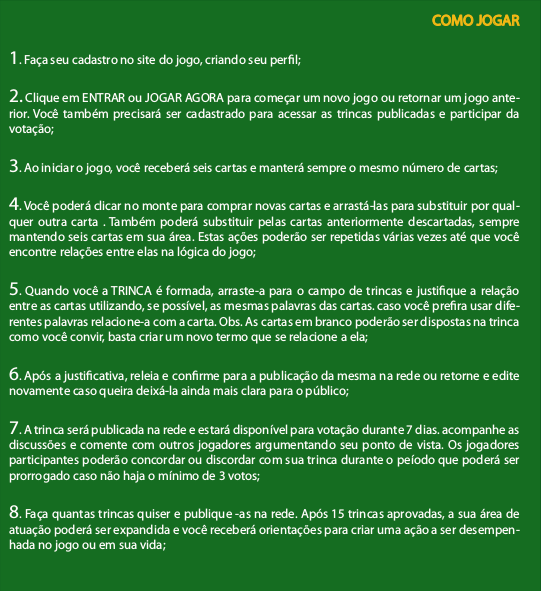 COMO JOGAR
1. Faça seu cadastro no site do jogo, criando seu perfil;
2. Clique em ENTRAR ou JOGAR AGORA para começar um novo jogo ou retornar um jogo ante-
rior. Você também precisará ser cadastrado para acessar as trincas publicadas e participar da
votação;
3. Ao iniciar o jogo, você receberá seis cartas e manterá sempre o mesmo número de cartas;
4. Você poderá clicar no monte para comprar novas cartas e arrastá-las para substituir por qual-
quer outra carta . Também poderá substituir pelas cartas anteriormente descartadas, sempre
mantendo seis cartas em sua área. Estas ações poderão ser repetidas várias vezes até que você
encontre relações entre elas na lógica do jogo;
5. Quando você a TRINCA é formada, arraste-a para o campo de trincas e justifique a relação
entre as cartas utilizando, se possível, as mesmas palavras das cartas. caso você prefira usar dife-
rentes palavras relacione-a com a carta. Obs. As cartas em branco poderão ser dispostas na trinca
como você convir, basta criar um novo termo que se relacione a ela;
6. Após a justificativa, releia e confirme para a publicação da mesma na rede ou retorne e edite
novamente caso queira deixá-la ainda mais clara para o público;
7. A trinca será publicada na rede e estará disponível para votação durante 7 dias. acompanhe as
discussões e comente com outros jogadores argumentando seu ponto de vista. Os jogadores
participantes poderão concordar ou discordar com sua trinca durante o peíodo que poderá ser
prorrogado caso não haja o mínimo de 3 votos;
8. Faça quantas trincas quiser e publique -as na rede. Após 15 trincas aprovadas, a sua área de
atuação poderá ser expandida e você receberá orientações para criar uma ação a ser desempen-
hada no jogo ou em sua vida;